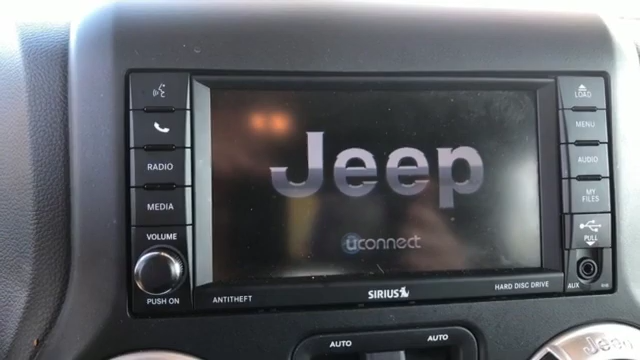 LOAD
RADIO
MEDIA
VOLUME
PUSH ON
MENU
AUDIO
MY
FILES
PULL
AUX
Jeep
uconnect
ANTITHEFT
SIRIUS
HARD DISC DRIVE
AUTO
AUTO
Jeep